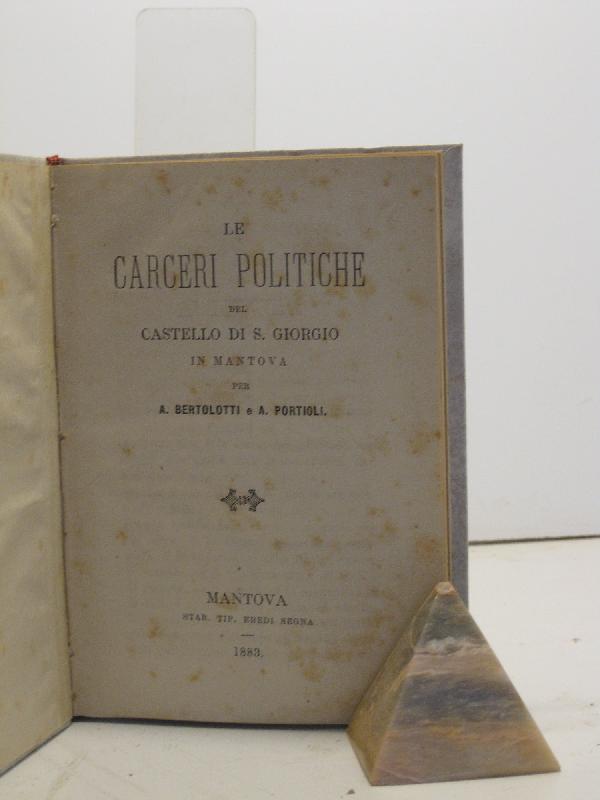 LE
CARCERI POLITICHE
DEL
CASTELLO DI S. GIORGIO
IN MANTOVA
PER
A. BERTOLOTTI e A. PORTIOLI.
MANTOVA
STAB. TIP. EREDI SEGNA
1883.